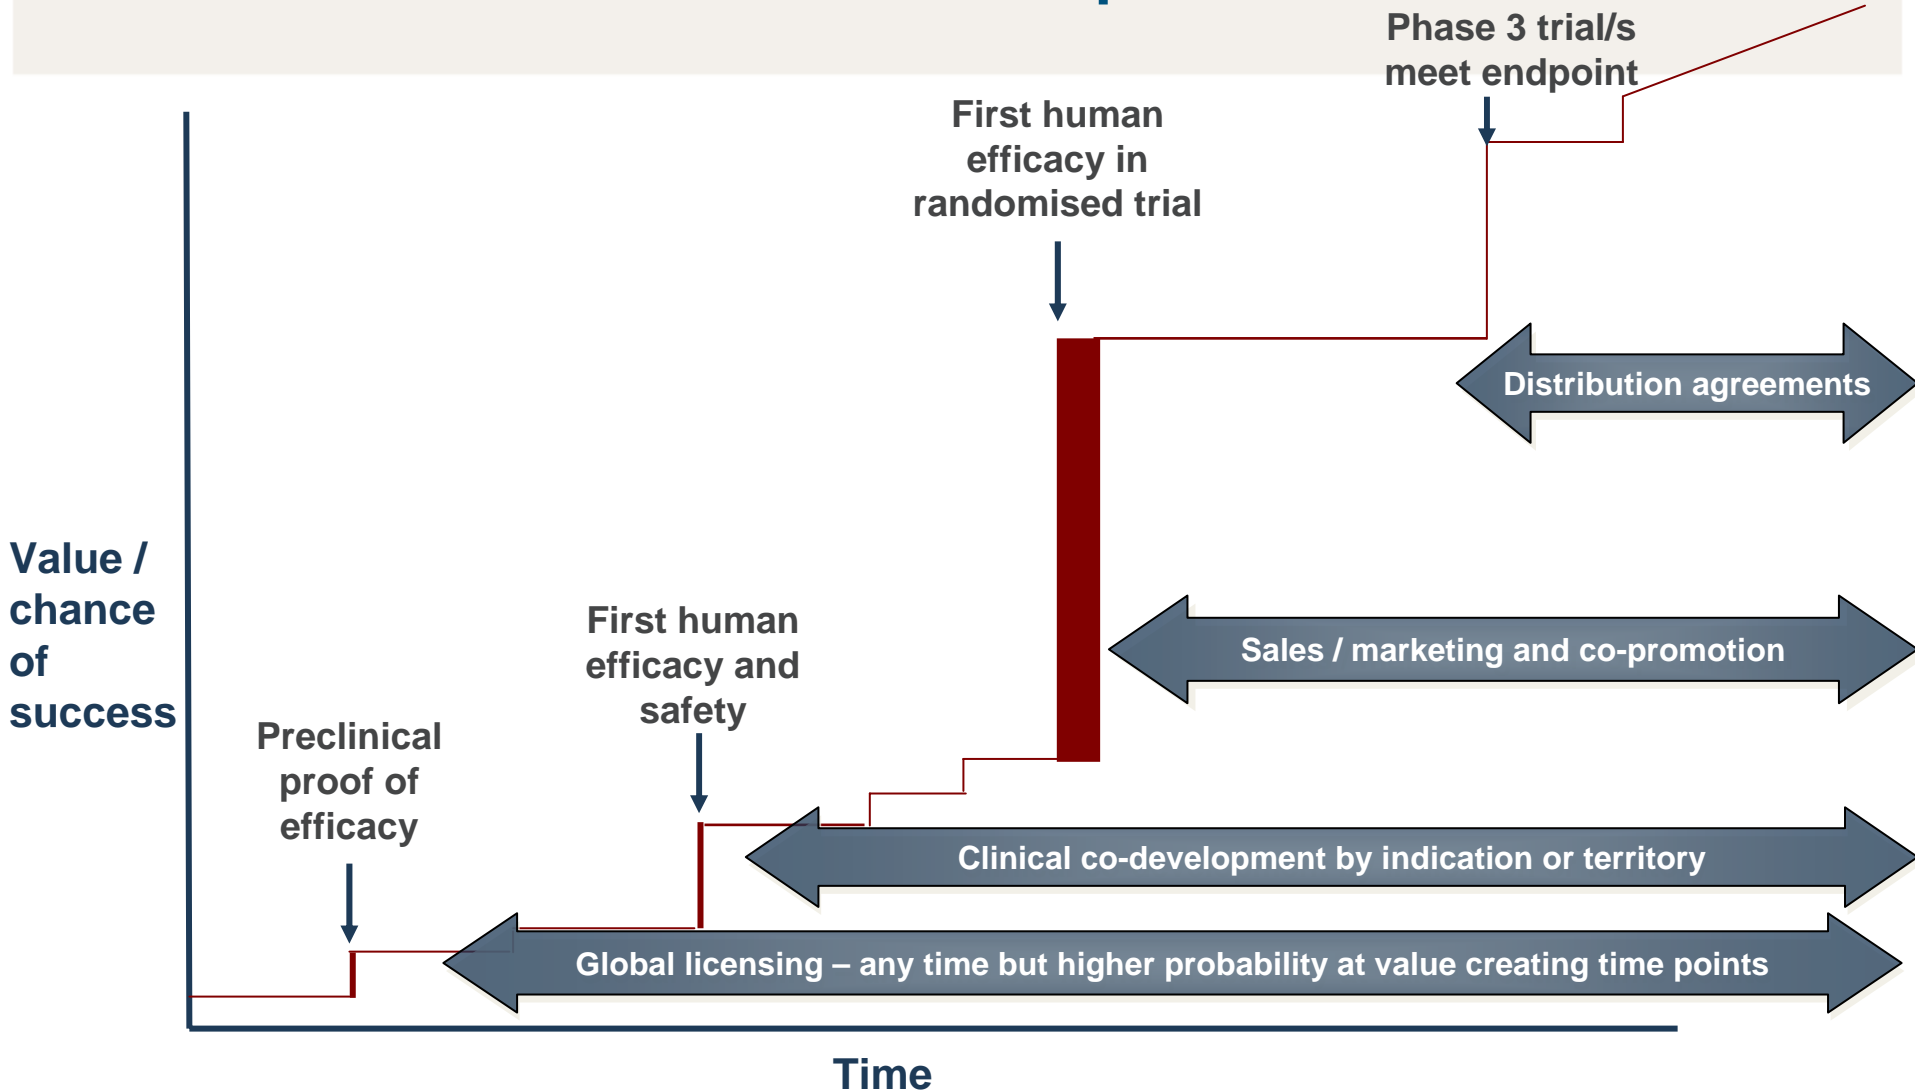 Phase 3 trial/s
meet endpoint
First human
efficacy in
randomised trial
Distribution agreements
Value /
chance
of
success
First human
efficacy and
safety
Sales / marketing and co-promotion
Preclinical
proof of
efficacy
Clinical co-development by indication or territory
Global licensing – any time but higher probability at value creating time points
Time